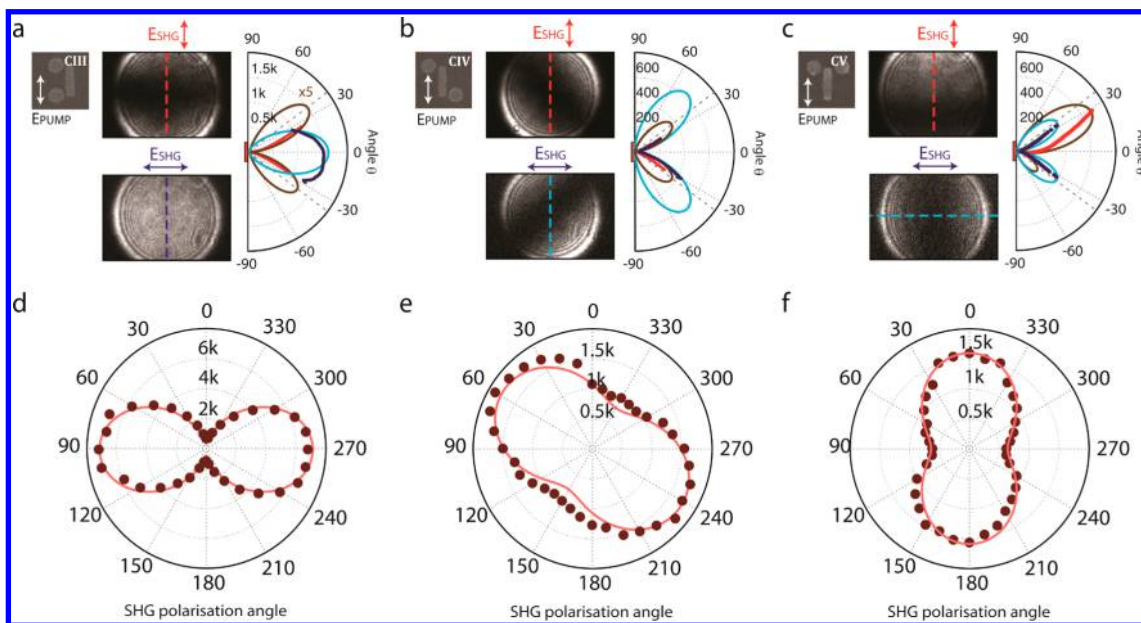 a
ESHG
CIII
EPUMP
ESHG
90
60
1.5k
1k
0.5k
x5
30
0
-30
-60
-90
Angle θ
b
ESHG
CIV
EPUMP
ESHG
90
60
600
400
200
30
0
-30
-60
-90
Angle θ
c
ESHG
CV
EPUMP
ESHG
90
60
600
400
200
30
0
-30
-60
-90
Angle θ
d
0
30
330
60
300
90
270
120
240
150
210
180
6k
4k
2k
SHG polarisation angle
e
0
30
330
60
300
90
270
120
240
150
210
180
1.5k
1k
0.5k
SHG polarisation angle
f
0
30
330
60
300
90
270
120
240
150
210
180
1.5k
1k
0.5k
SHG polarisation angle